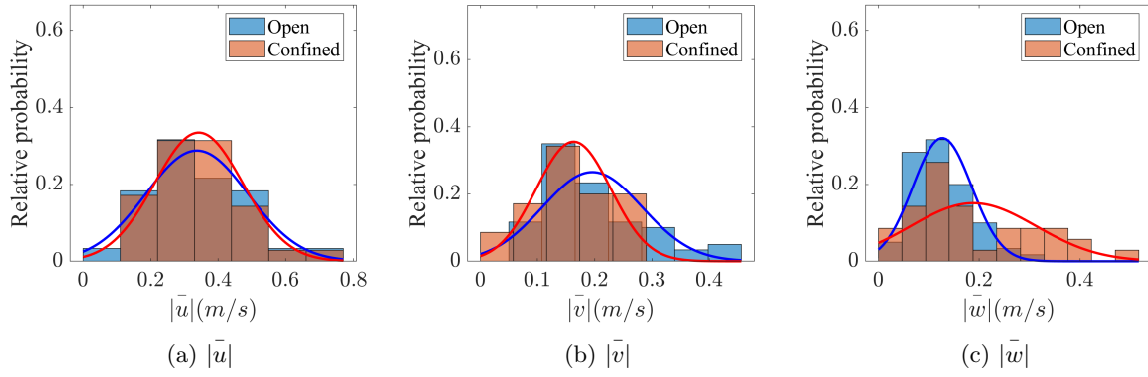 Open
Confined
Relative probability
0.6
0.4
0.2
0
0 0.2 0.4 0.6 0.8
|ū|(m/s)
(a) |ū|
Open
Confined
Relative probability
0.6
0.4
0.2
0
0 0.1 0.2 0.3 0.4
|v̄|(m/s)
(b) |v̄|
Open
Confined
Relative probability
0.6
0.4
0.2
0
0 0.2 0.4
|w̄|(m/s)
(c) |w̄|